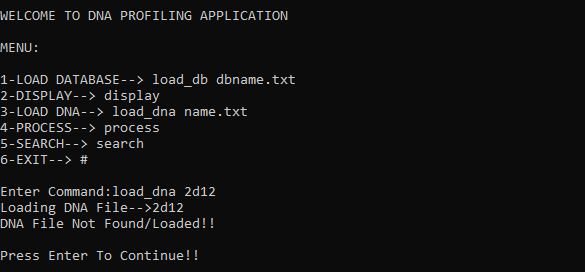 WELCOME TO DNA PROFILING APPLICATION
MENU:
1-LOAD DATABASE--> load_db dbname.txt
2-DISPLAY--> display
3-LOAD DNA--> load_dna name.txt
4-PROCESS--> process
5-SEARCH--> search
6-EXIT--> #
Enter Command:load_dna 2d12
Loading DNA File-->2d12
DNA File Not Found/Loaded!!
Press Enter To Continue!!